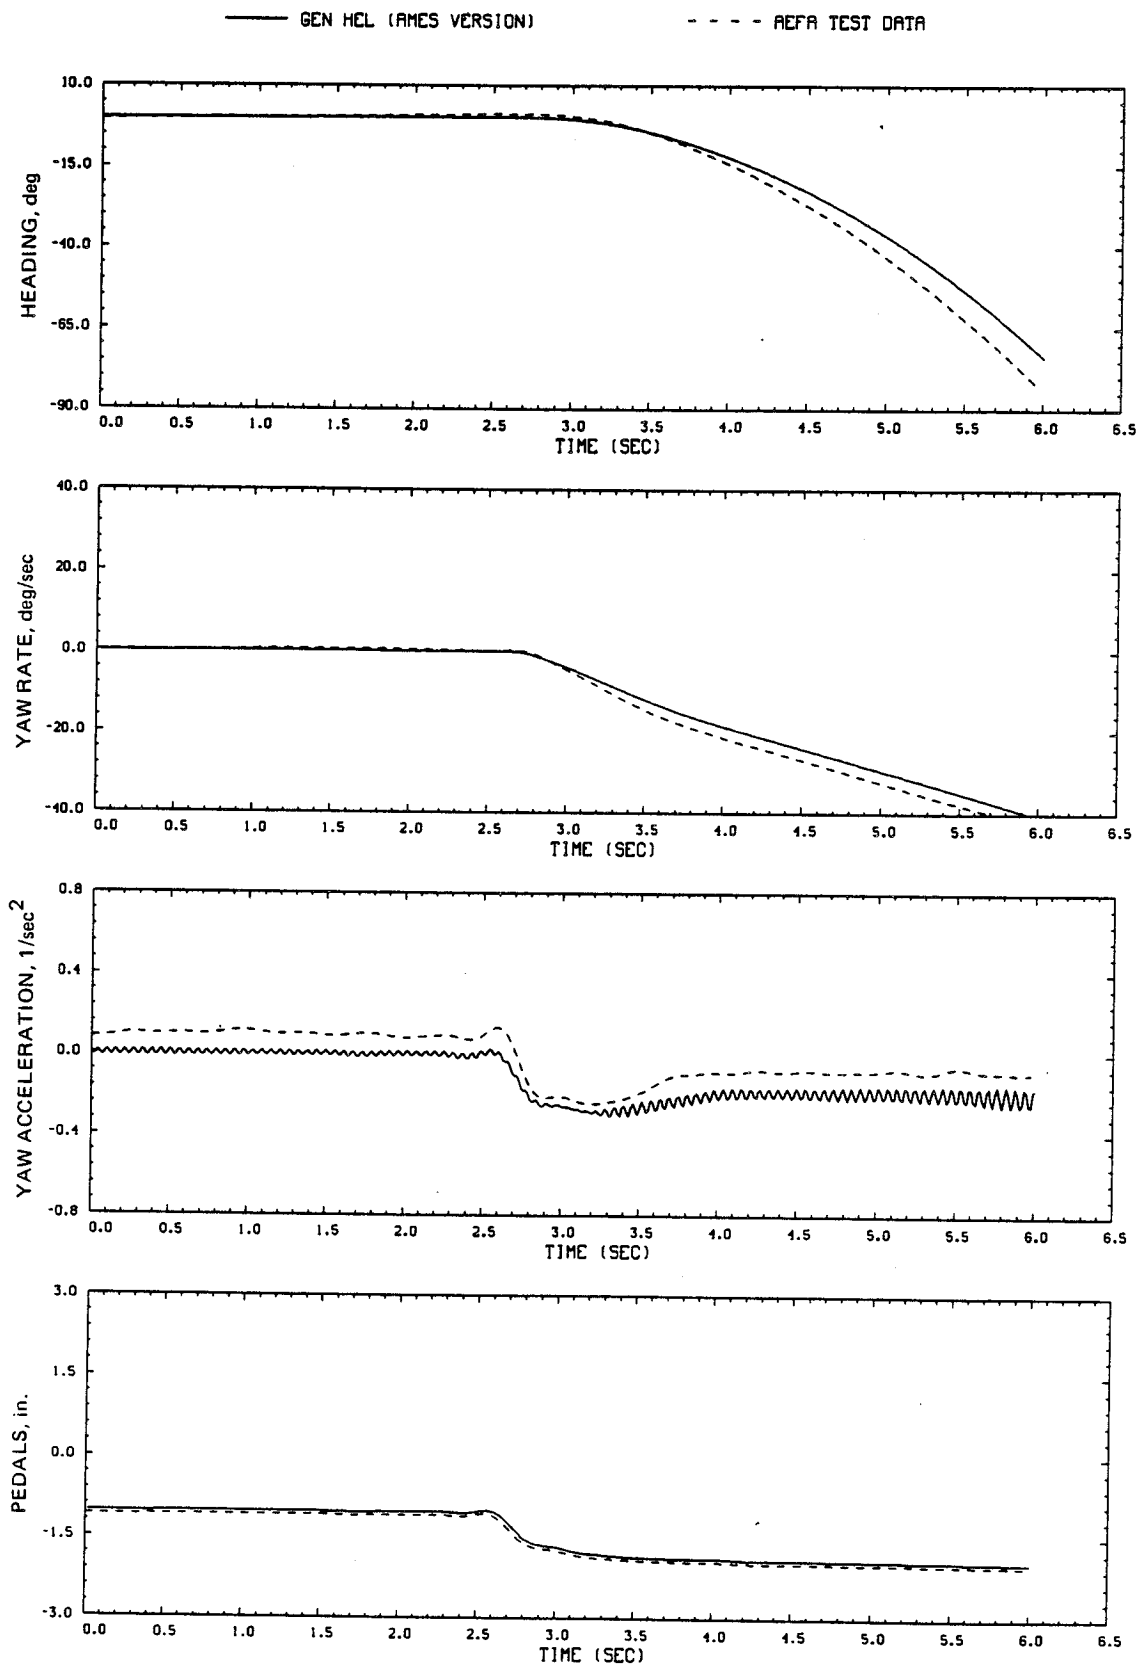 GEN HEL (AMES VERSION)
AEFA TEST DATA
10.0
-15.0
-40.0
-65.0
-90.0
HEADING, deg
0.0 0.5 1.0 1.5 2.0 2.5 3.0 3.5 4.0 4.5 5.0 5.5 6.0 6.5
TIME (SEC)
40.0
20.0
0.0
-20.0
-40.0
YAW RATE, deg/sec
0.0 0.5 1.0 1.5 2.0 2.5 3.0 3.5 4.0 4.5 5.0 5.5 6.0 6.5
TIME (SEC)
0.8
0.4
0.0
-0.4
-0.8
YAW ACCELERATION, 1/sec²
0.0 0.5 1.0 1.5 2.0 2.5 3.0 3.5 4.0 4.5 5.0 5.5 6.0 6.5
TIME (SEC)
3.0
1.5
0.0
-1.5
-3.0
PEDALS, in.
0.0 0.5 1.0 1.5 2.0 2.5 3.0 3.5 4.0 4.5 5.0 5.5 6.0 6.5
TIME (SEC)